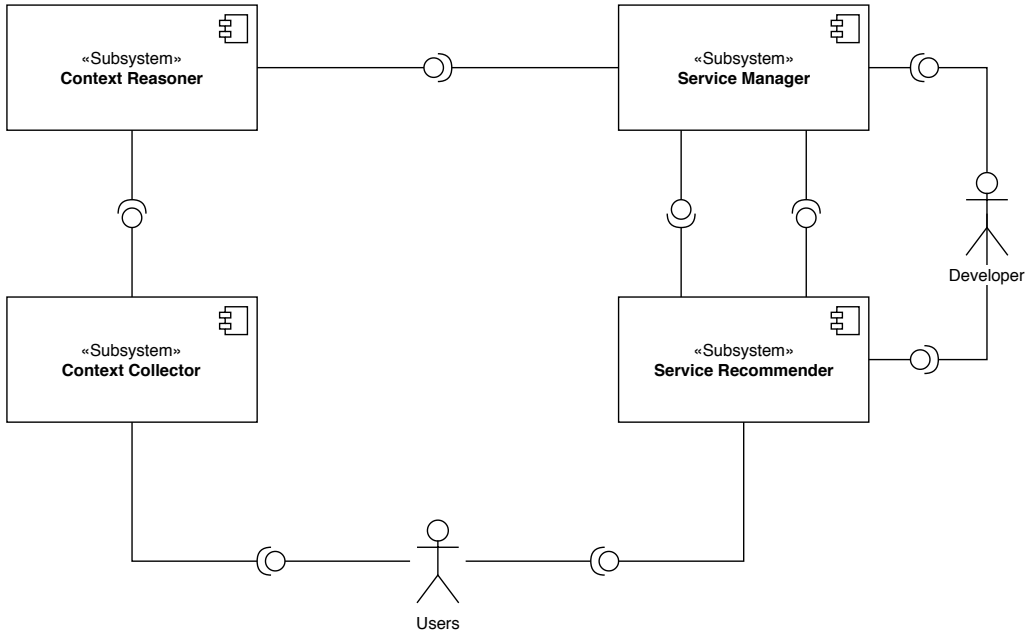 «Subsystem»
Context Reasoner
«Subsystem»
Service Manager
Developer
«Subsystem»
Context Collector
«Subsystem»
Service Recommender
Users